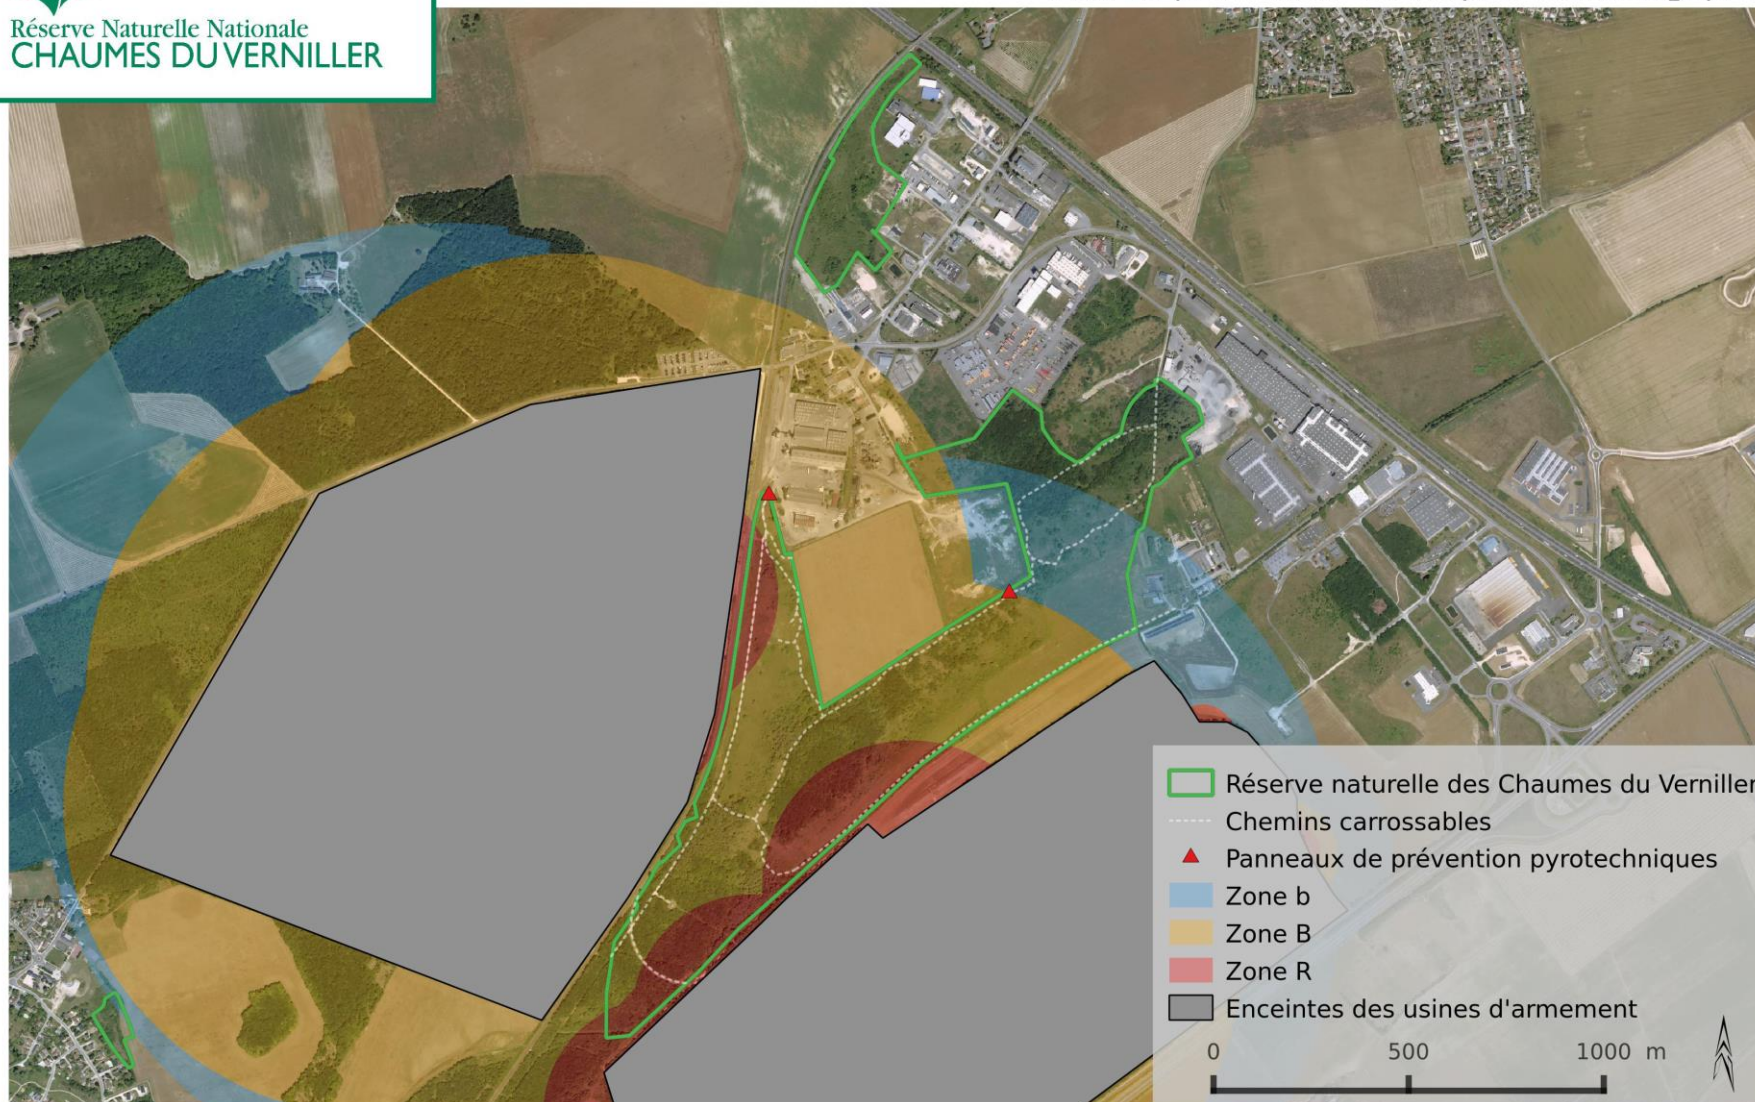 Réserve Naturelle Nationale
CHAUMES DU VERNILLER
Réserve naturelle des Chaumes du Verniller
Chemins carrossables
Panneaux de prévention pyrotechniques
Zone b
Zone B
Zone R
Enceintes des usines d'armement
0 500 1000 m